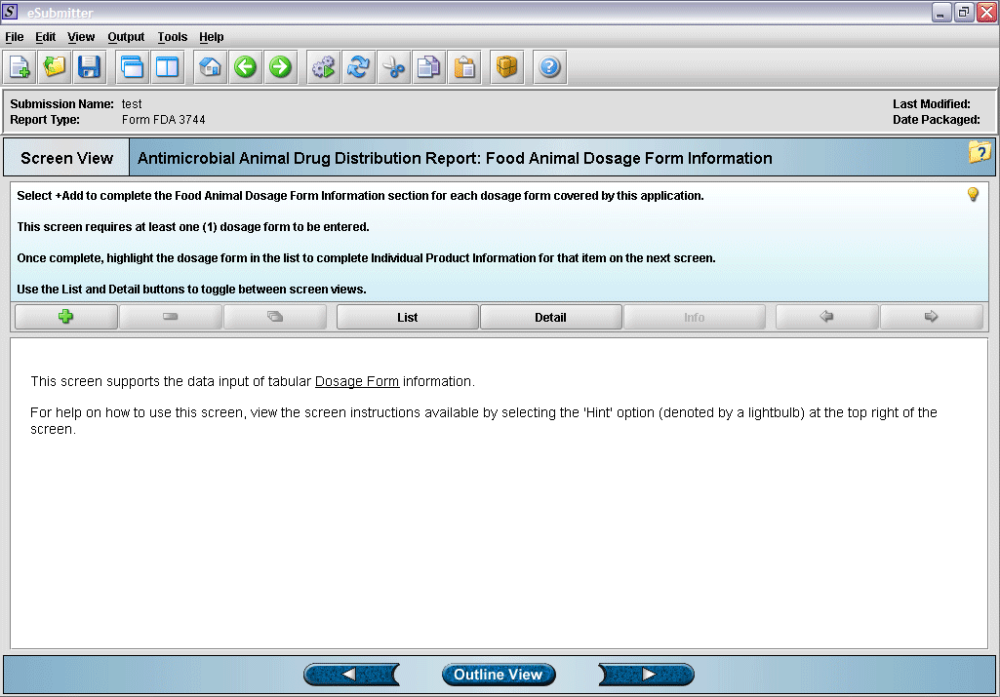 S eSubmitter
File Edit View Output Tools Help
Submission Name: test Last Modified:
Report Type: Form FDA 3744 Date Packaged:
Screen View Antimicrobial Animal Drug Distribution Report: Food Animal Dosage Form Information
Select +Add to complete the Food Animal Dosage Form Information section for each dosage form covered by this application.
This screen requires at least one (1) dosage form to be entered.
Once complete, highlight the dosage form in the list to complete Individual Product Information for that item on the next screen.
Use the List and Detail buttons to toggle between screen views.
List Detail Info
This screen supports the data input of tabular Dosage Form information.
For help on how to use this screen, view the screen instructions available by selecting the 'Hint' option (denoted by a lightbulb) at the top right of the
screen.
Outline View